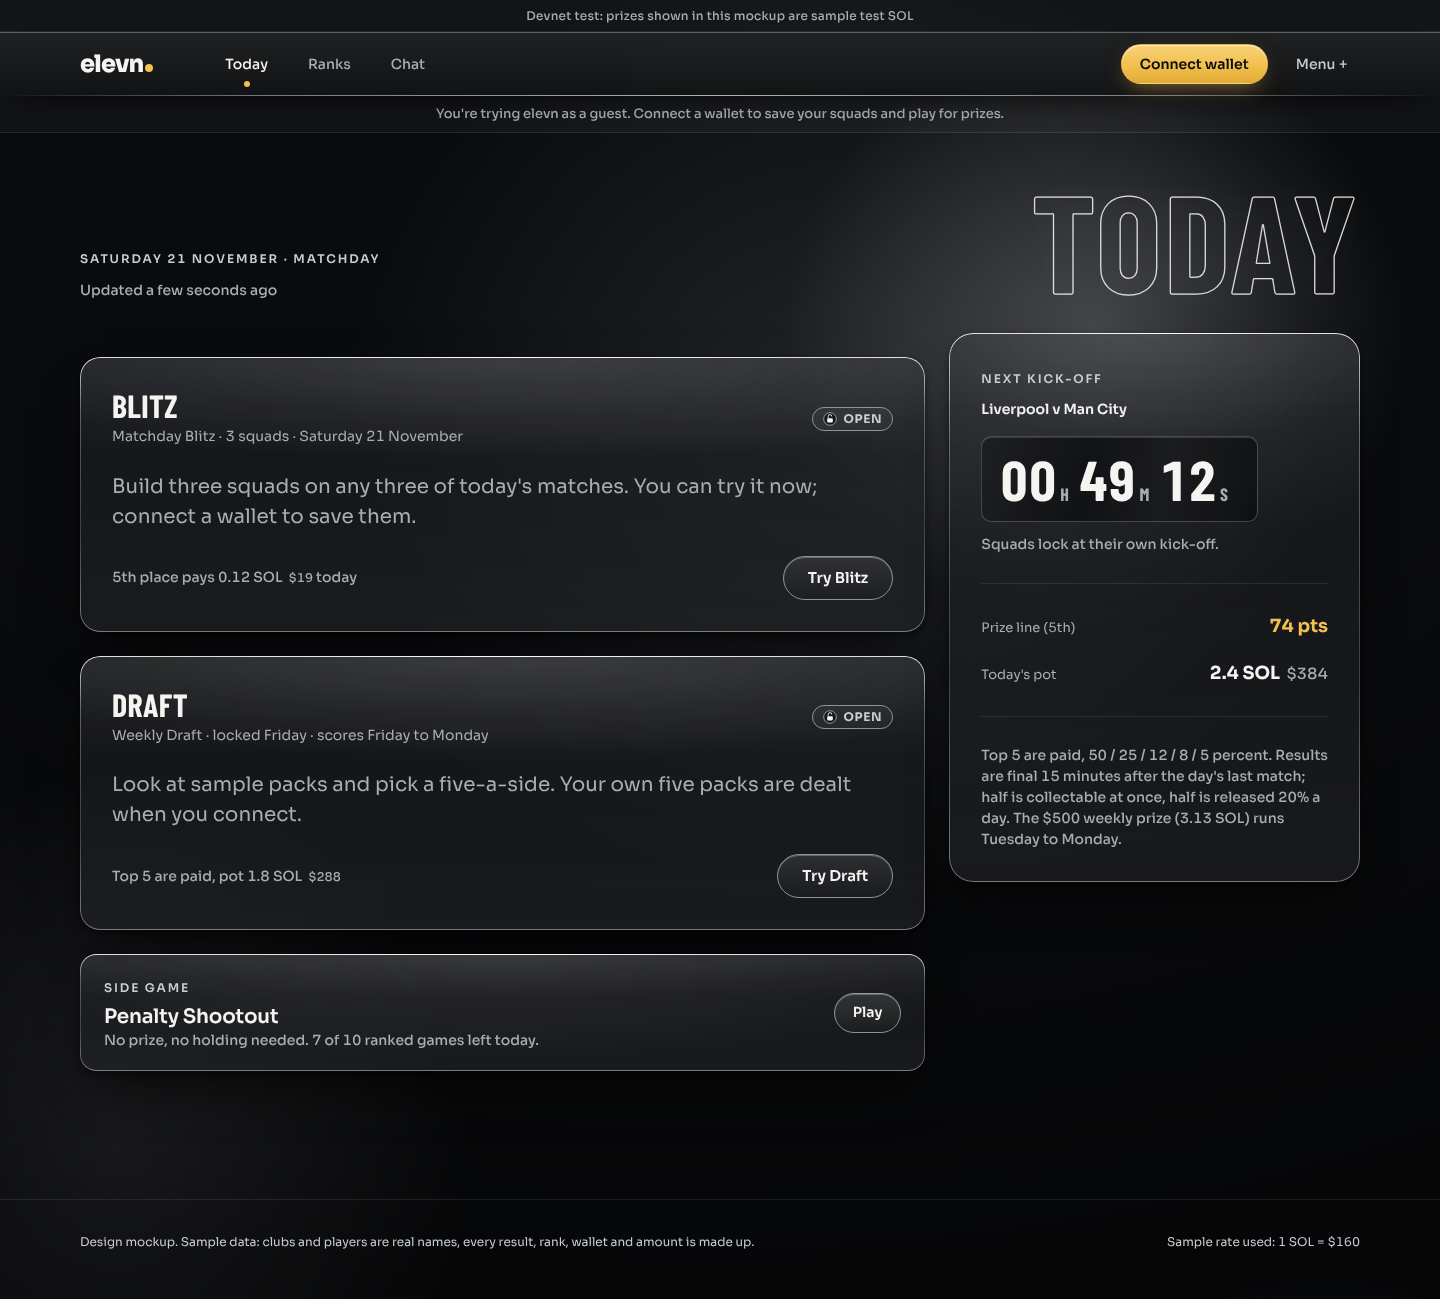 Devnet test: prizes shown in this mockup are sample test SOL
elevn.
Today
Ranks
Chat
Connect wallet
Menu +
You're trying elevn as a guest. Connect a wallet to save your squads and play for prizes.
TODAY
SATURDAY 21 NOVEMBER · MATCHDAY
Updated a few seconds ago
BLITZ
Matchday Blitz · 3 squads · Saturday 21 November
OPEN
Build three squads on any three of today's matches. You can try it now;
connect a wallet to save them.
5th place pays 0.12 SOL $19 today
Try Blitz
DRAFT
Weekly Draft · locked Friday · scores Friday to Monday
OPEN
Look at sample packs and pick a five-a-side. Your own five packs are dealt
when you connect.
Top 5 are paid, pot 1.8 SOL $288
Try Draft
SIDE GAME
Penalty Shootout
No prize, no holding needed. 7 of 10 ranked games left today.
Play
NEXT KICK-OFF
Liverpool v Man City
00 H 49 M 12 S
Squads lock at their own kick-off.
Prize line (5th) 74 pts
Today's pot 2.4 SOL $384
Top 5 are paid, 50 / 25 / 12 / 8 / 5 percent. Results
are final 15 minutes after the day's last match;
half is collectable at once, half is released 20% a
day. The $500 weekly prize (3.13 SOL) runs
Tuesday to Monday.
Design mockup. Sample data: clubs and players are real names, every result, rank, wallet and amount is made up.
Sample rate used: 1 SOL = $160